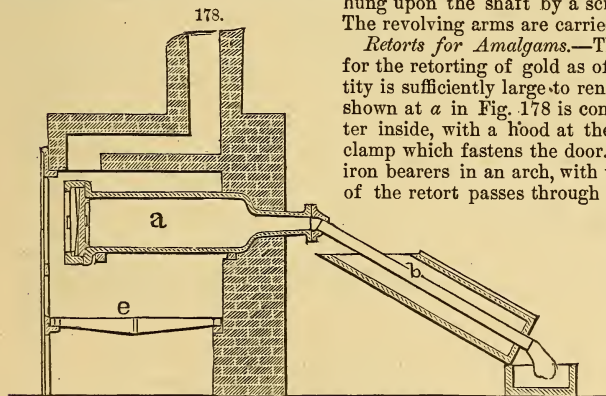 178.
hung upon the shaft by a scr
The revolving arms are carrie
Retorts for Amalgams.—T
for the retorting of gold as of
tity is sufficiently large to ren
shown at a in Fig. 178 is con
ter inside, with a hood at the
clamp which fastens the door.
iron bearers in an arch, with
of the retort passes through
a
b
e